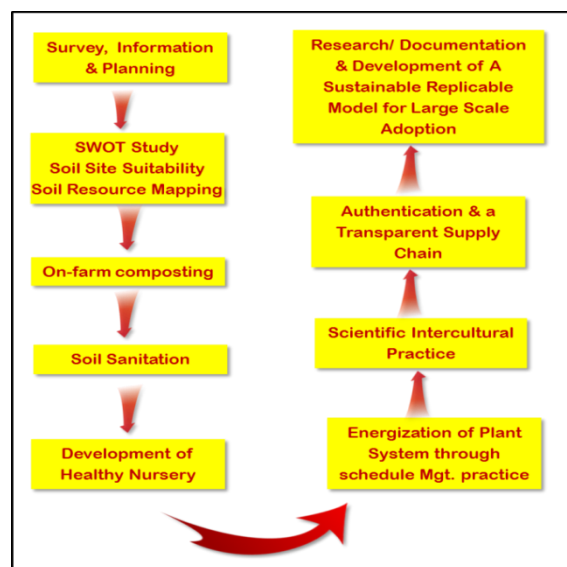 Survey, Information
& Planning
SWOT Study
Soil Site Suitability
Soil Resource Mapping
On-farm composting
Soil Sanitation
Development of
Healthy Nursery
Energization of Plant
System through
schedule Mgt. practice
Scientific Intercultural
Practice
Authentication & a
Transparent Supply
Chain
Research/ Documentation
& Development of A
Sustainable Replicable
Model for Large Scale
Adoption